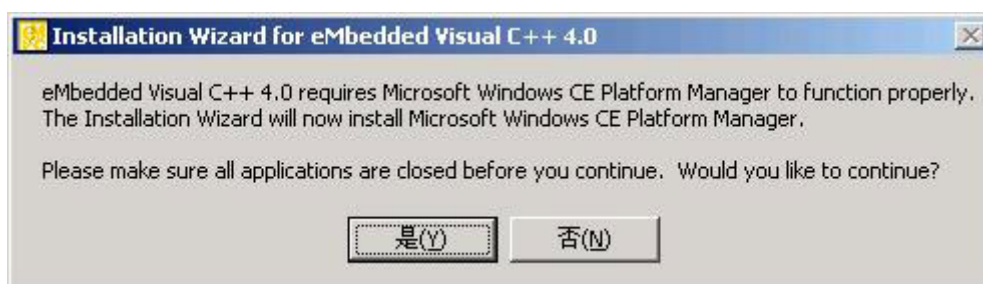 Installation Wizard for eMbedded Visual C++ 4.0
eMbedded Visual C++ 4.0 requires Microsoft Windows CE Platform Manager to function properly.
The Installation Wizard will now install Microsoft Windows CE Platform Manager.
Please make sure all applications are closed before you continue. Would you like to continue?
是(Y) 否(N)